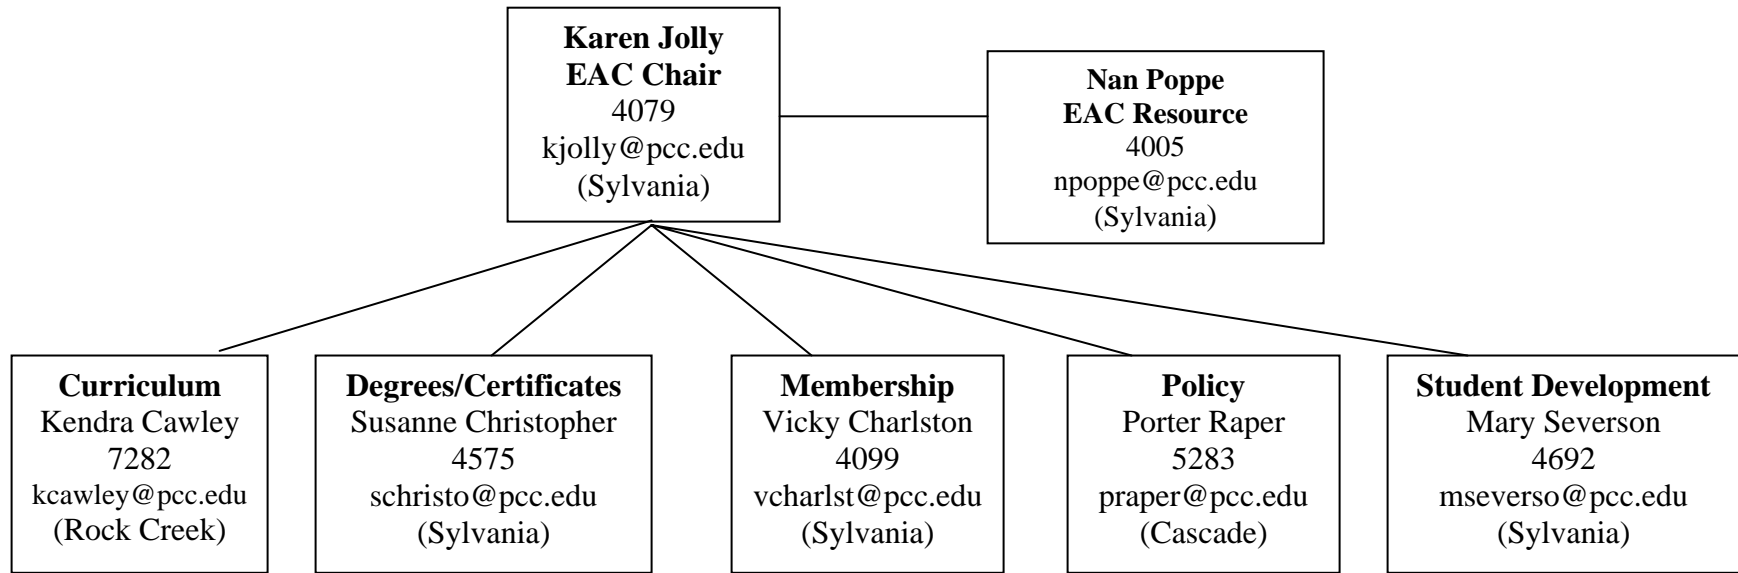 Karen Jolly
EAC Chair
4079
kjolly@pcc.edu
(Sylvania)
Nan Poppe
EAC Resource
4005
npoppe@pcc.edu
(Sylvania)
Curriculum
Kendra Cawley
7282
kcawley@pcc.edu
(Rock Creek)
Degrees/Certificates
Susanne Christopher
4575
schristo@pcc.edu
(Sylvania)
Membership
Vicky Charlston
4099
vcharlst@pcc.edu
(Sylvania)
Policy
Porter Raper
5283
praper@pcc.edu
(Cascade)
Student Development
Mary Severson
4692
mseverso@pcc.edu
(Sylvania)